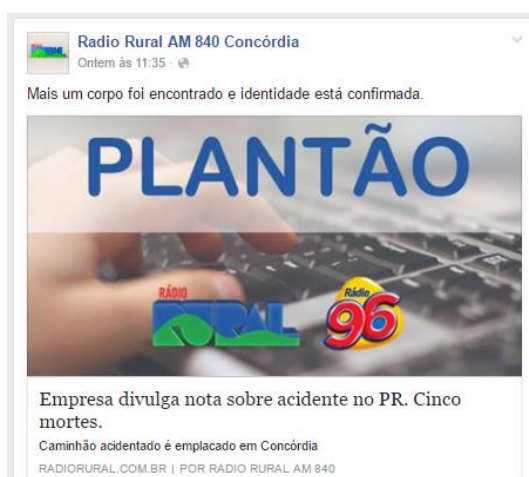 Radio Rural AM 840 Concórdia
Ontem às 11:35 ·
Mais um corpo foi encontrado e identidade está confirmada.
PLANTÃO
RÁDIO
RURAL
Rádio
96
Empresa divulga nota sobre acidente no PR. Cinco
mortes.
Caminhão acidentado é emplacado em Concórdia
RADIORURAL.COM.BR | POR RADIO RURAL AM 840